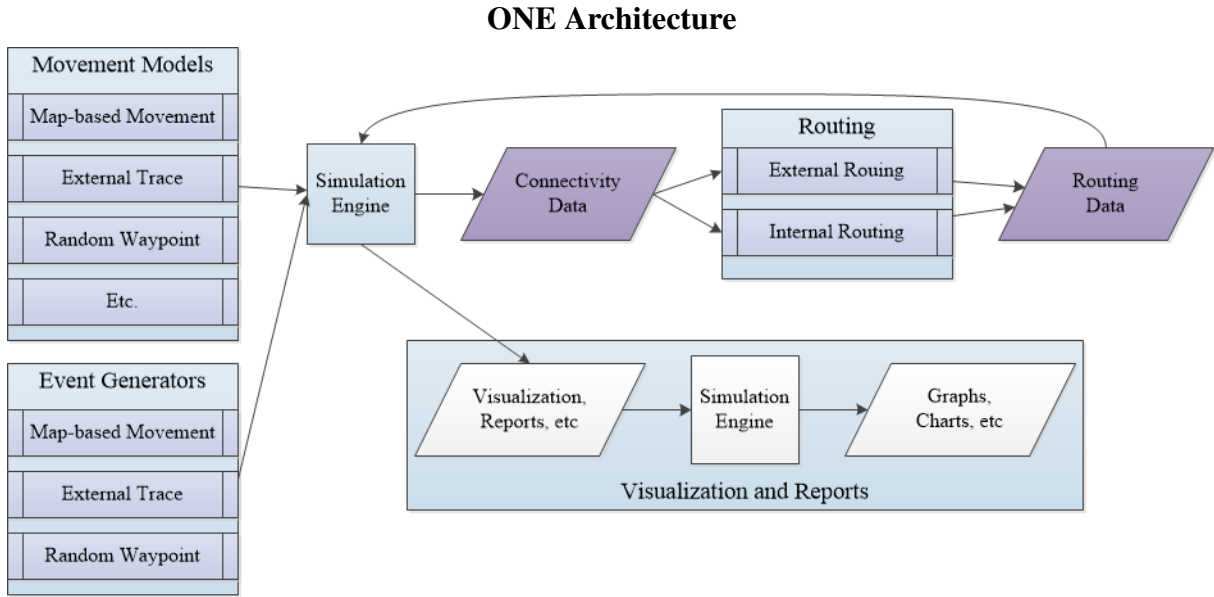 ONE Architecture
Movement Models
Map-based Movement
External Trace
Random Waypoint
Etc.
Event Generators
Map-based Movement
External Trace
Random Waypoint
Simulation
Engine
Connectivity
Data
Routing
External Rouing
Internal Routing
Routing
Data
Visualization,
Reports, etc
Simulation
Engine
Graphs,
Charts, etc
Visualization and Reports